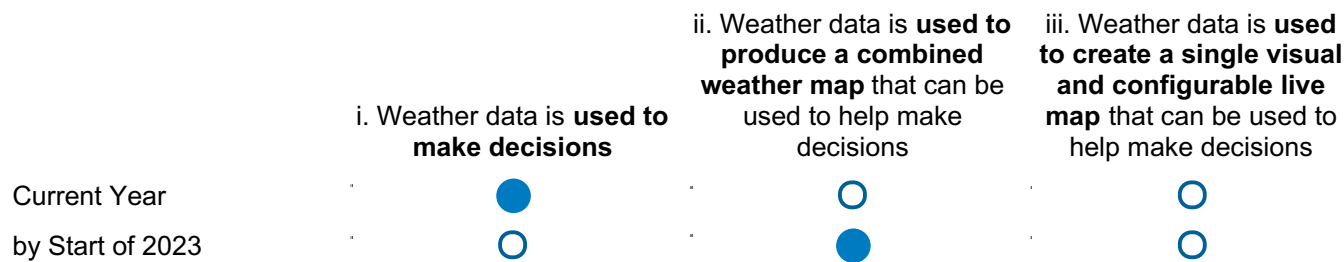 i. Weather data is used to
make decisions
ii. Weather data is used to
produce a combined
weather map that can be
used to help make
decisions
iii. Weather data is used
to create a single visual
and configurable live
map that can be used to
help make decisions
Current Year
by Start of 2023